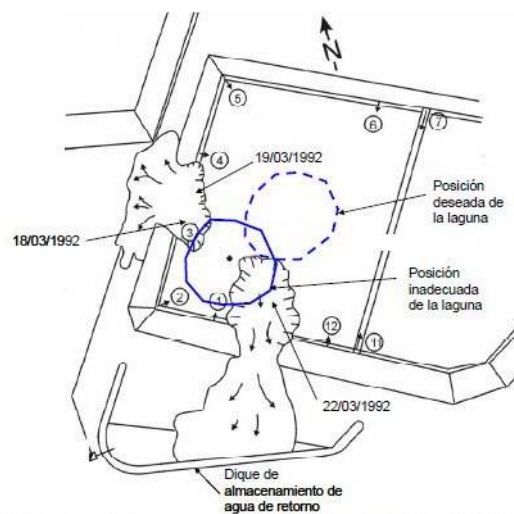 N
5
6
7
4
19/03/1992
Posición
deseada de
la laguna
3
18/03/1992
Posición
inadecuada
de la laguna
2
1
12
11
22/03/1992
Dique de
almacenamiento de
agua de retorno